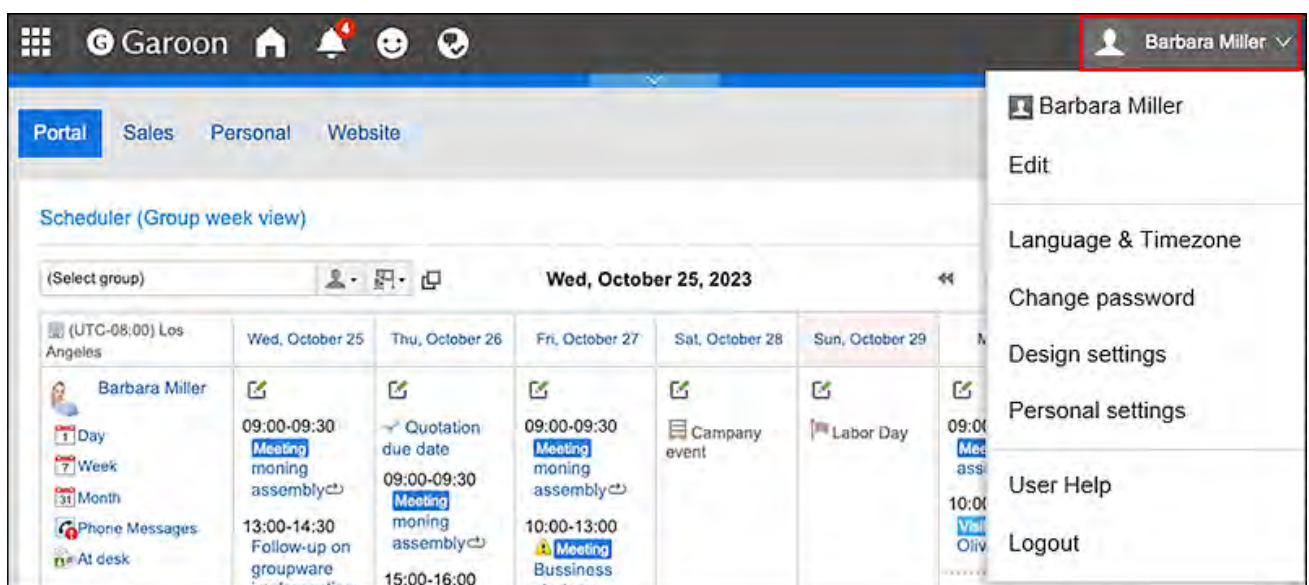 Garoon
4
Barbara Miller
Portal Sales Personal Website
Scheduler (Group week view)
(Select group)
Wed, October 25, 2023
(UTC-08:00) Los Angeles
Wed, October 25
Thu, October 26
Fri, October 27
Sat, October 28
Sun, October 29
Barbara Miller
Day
Week
Month
Phone Messages
At desk
09:00-09:30
Meeting
moning
assembly
13:00-14:30
Follow-up on
groupware
Quotation
due date
09:00-09:30
Meeting
moning
assembly
15:00-16:00
09:00-09:30
Meeting
moning
assembly
10:00-13:00
Meeting
Bussiness
Campany
event
Labor Day
Barbara Miller
Edit
Language & Timezone
Change password
Design settings
Personal settings
User Help
Logout